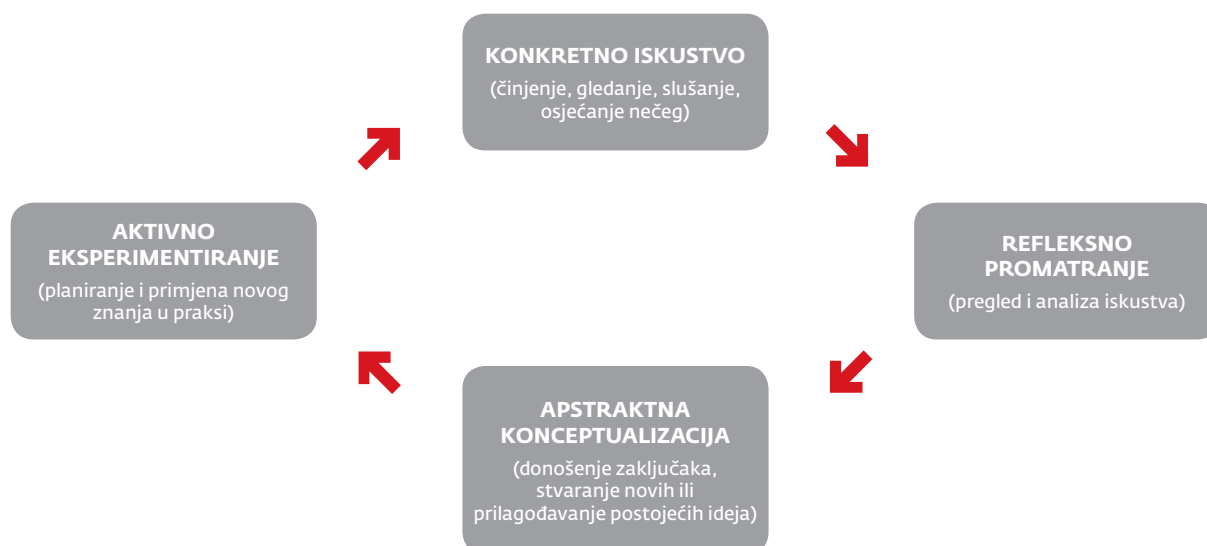 KONKRETNO ISKUSTVO
(činjenje, gledanje, slušanje,
osjećanje nečeg)
AKTIVNO
EKSPERIMENTIRANJE
(planiranje i primjena novog
znanja u praksi)
REFLEKSNO
PROMATRANJE
(pregled i analiza iskustva)
APSTRAKTNA
KONCEPTUALIZACIJA
(donošenje zaključaka,
stvaranje novih ili
prilagođavanje postojećih ideja)